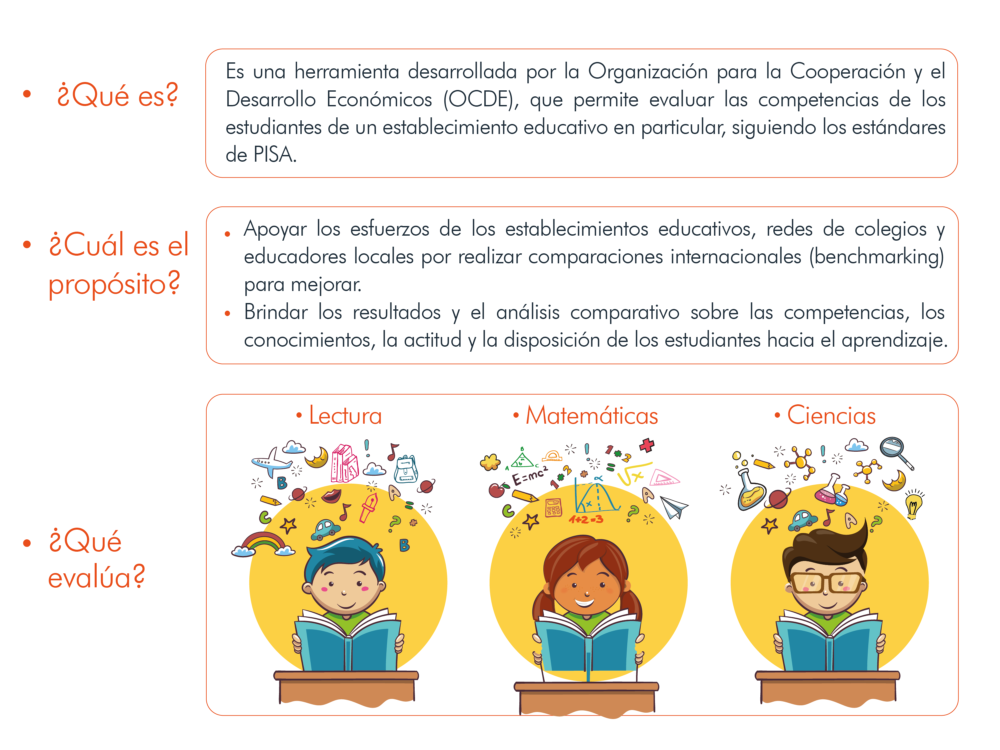 • ¿Qué es?
Es una herramienta desarrollada por la Organización para la Cooperación y el
Desarrollo Económicos (OCDE), que permite evaluar las competencias de los
estudiantes de un establecimiento educativo en particular, siguiendo los estándares
de PISA.
• ¿Cuál es el
propósito?
• Apoyar los esfuerzos de los establecimientos educativos, redes de colegios y
educadores locales por realizar comparaciones internacionales (benchmarking)
para mejorar.
• Brindar los resultados y el análisis comparativo sobre las competencias, los
conocimientos, la actitud y la disposición de los estudiantes hacia el aprendizaje.
• ¿Qué
evalúa?
• Lectura
! 
B
A
=
C
?
B
• Matemáticas
B
A
a
b
C
!
1+2
=
E=mc²
1+2
√x
α
x
A
C
?
1+2=3
• Ciencias
!
A
?